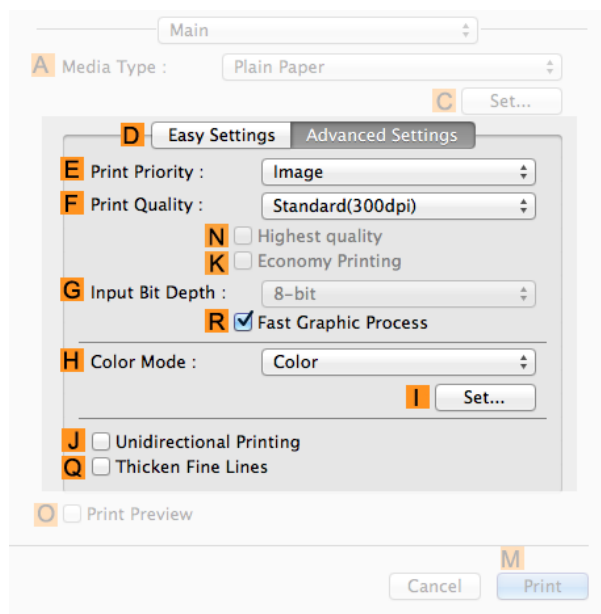 Main
A Media Type : Plain Paper
C Set...
D Easy Settings Advanced Settings
E Print Priority : Image
F Print Quality : Standard(300dpi)
N Highest quality
K Economy Printing
G Input Bit Depth : 8-bit
R Fast Graphic Process
H Color Mode : Color
I Set...
J Unidirectional Printing
Q Thicken Fine Lines
O Print Preview
M
Cancel Print